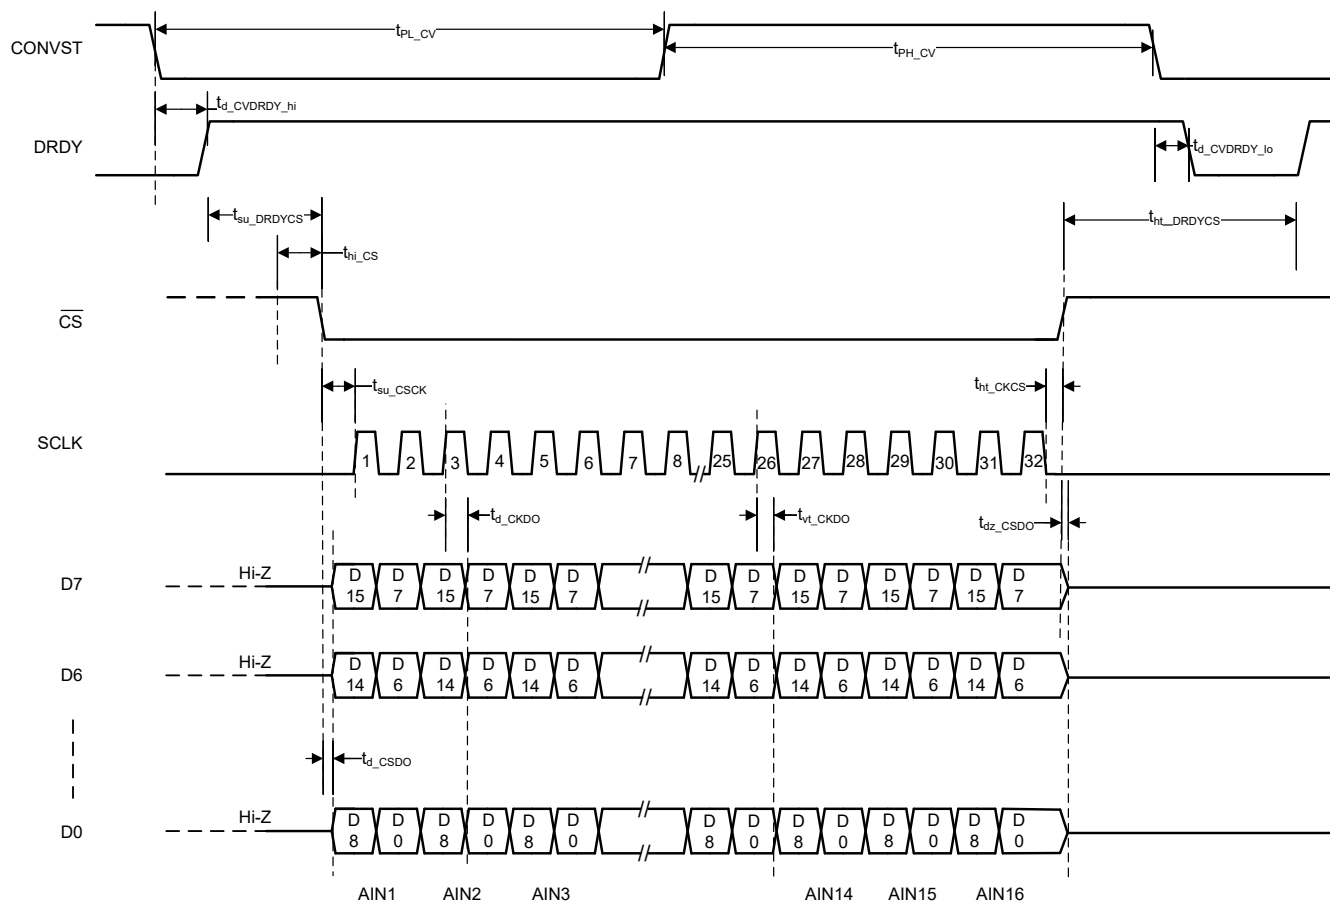 CONVST
tPL_CV
tPH_CV
td_CVDRDY_hi
DRDY
td_CVDRDY_lo
tsu_DRDYCS
tht_DRDYCS
thi_CS
CS
tsu_CSCK
tht_CKCS
SCLK
1 2 3 4 5 6 7 8 25 26 27 28 29 30 31 32
td_CKDO
tvt_CKDO
tdz_CSDO
D7
Hi-Z
D D D D D D D D D D D D D D
15 7 15 7 15 7 15 7 15 7 15 7 15 7
D6
Hi-Z
D D D D D D D D D D D D D D
14 6 14 6 14 6 14 6 14 6 14 6 14 6
td_CSDO
D0
Hi-Z
D D D D D D D D D D D D D D
8 0 8 0 8 0 8 0 8 0 8 0 8 0
AIN1 AIN2 AIN3 AIN14 AIN15 AIN16